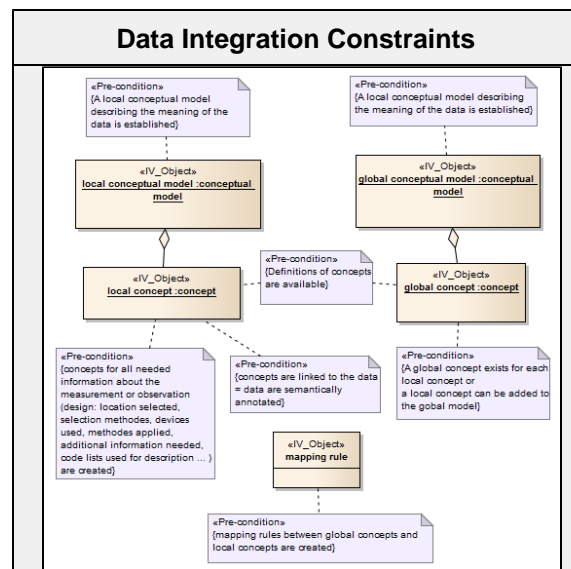 Data Integration Constraints
«Pre-condition»
{A local conceptual model
describing the meaning of the
data is established}
«Pre-condition»
{A local conceptual model describing
the meaning of the data is established}
«IV_Object»
local conceptual model :conceptual
model
«IV_Object»
global conceptual model :conceptual
model
«Pre-condition»
{Definitions of concepts
are available}
«IV_Object»
local concept :concept
«IV_Object»
global concept :concept
«Pre-condition»
{concepts for all needed
information about the
measurement or observation
(design: location selected,
selection methodes, devices
used, methodes applied,
additional information needed,
code lists used for description ... )
are created}
«Pre-condition»
{concepts are linked to the data
= data are semantically
annotated}
«Pre-condition»
{A global concept exists for each
local concept or
a local concept can be added to
the gobal model}
«IV_Object»
mapping rule
«Pre-condition»
{mapping rules between global concepts and
local concepts are created}